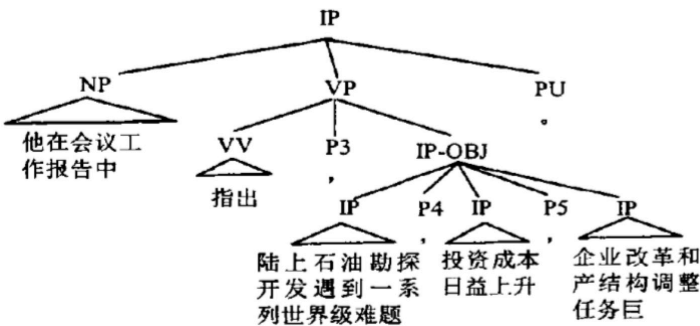 IP
NP VP PU
。
他在会议工
作报告中
VV P3 IP-OBJ
指出 ，
IP P4 IP P5 IP
陆上石油勘探
开发遇到一系
列世界级难题
，
投资成本
日益上升
，
企业改革和
产结构调整
任务巨